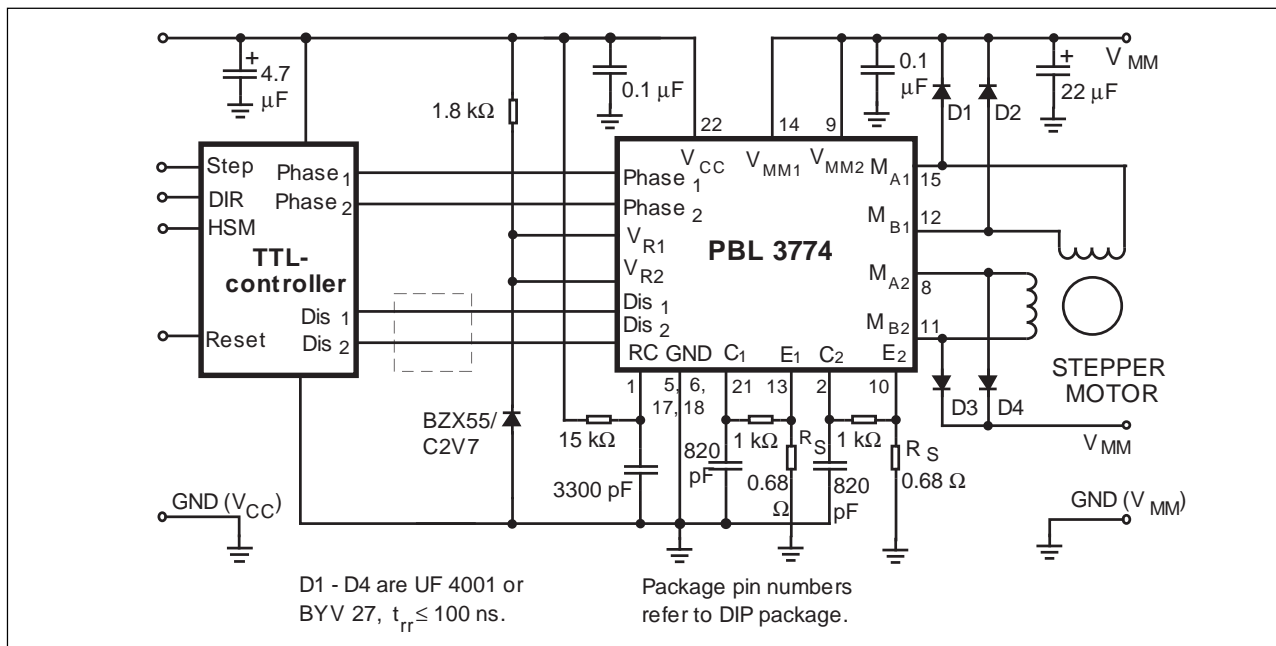 +
4.7
µF
1.8 kΩ
0.1 µF
22
14
9
0.1
µF
D1
D2
+
22 µF
V MM
Step
DIR
HSM
Reset
TTL-
controller
Phase 1
Phase 2
Dis 1
Dis 2
Phase 1
Phase 2
V R1
V R2
Dis 1
Dis 2
V CC
V MM1
V MM2
PBL 3774
M A1
15
M B1
12
M A2
8
M B2
11
RC
GND
C1
E1
C2
E2
1
5, 6,
17, 18
21
13
2
10
STEPPER
MOTOR
D3
D4
V MM
BZX55/
C2V7
15 kΩ
3300 pF
820
pF
1 kΩ
R S
0.68
Ω
1 kΩ
820
pF
R S
0.68 Ω
GND (V CC)
GND (V MM)
D1 - D4 are UF 4001 or
BYV 27, trr ≤ 100 ns.
Package pin numbers
refer to DIP package.